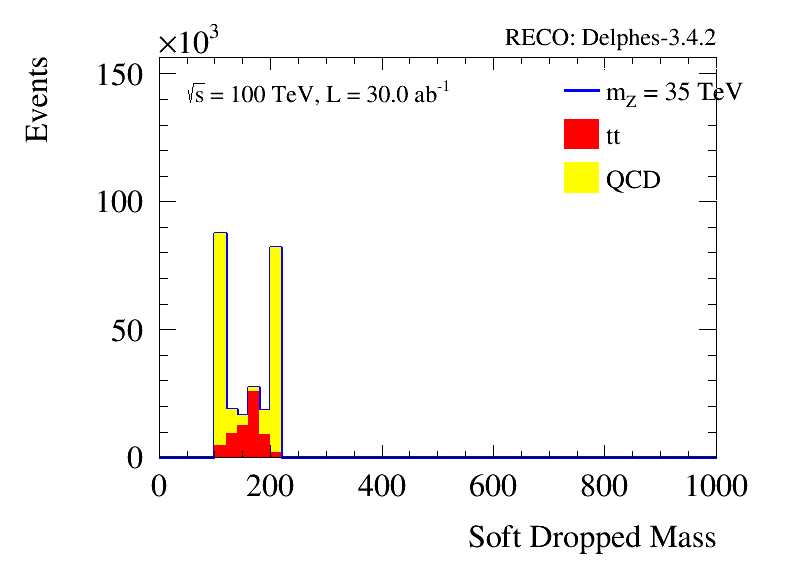 ×10³
RECO: Delphes-3.4.2
Events
√s = 100 TeV, L = 30.0 ab⁻¹
m_Z = 35 TeV
tt
QCD
150
100
50
0
0 200 400 600 800 1000
Soft Dropped Mass